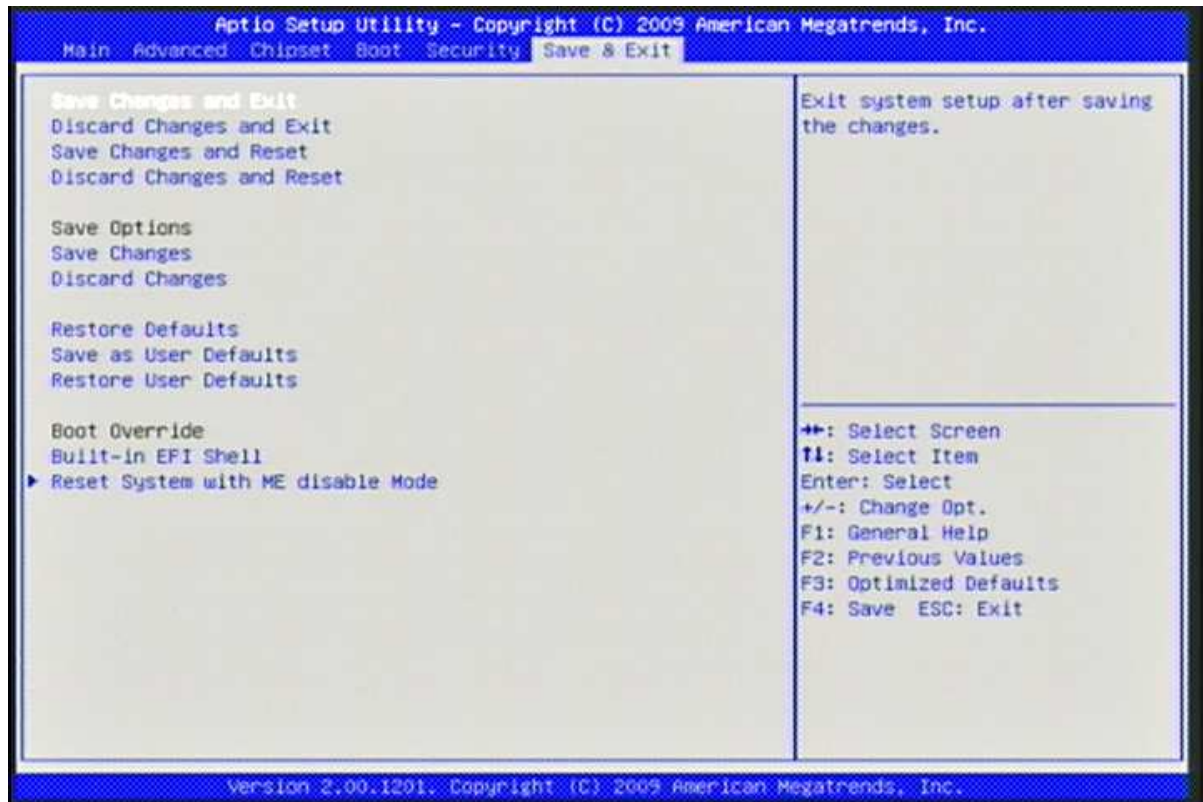 Aptio Setup Utility - Copyright (C) 2009 American Megatrends, Inc.
Main Advanced Chipset Boot Security Save & Exit
Save Changes and Exit
Discard Changes and Exit
Save Changes and Reset
Discard Changes and Reset
Save Options
Save Changes
Discard Changes
Restore Defaults
Save as User Defaults
Restore User Defaults
Boot Override
Built-in EFI Shell
▶ Reset System with ME disable Mode
Exit system setup after saving
the changes.
→←: Select Screen
↑↓: Select Item
Enter: Select
+/-: Change Opt.
F1: General Help
F2: Previous Values
F3: Optimized Defaults
F4: Save ESC: Exit
Version 2.00.1201. Copyright (C) 2009 American Megatrends, Inc.